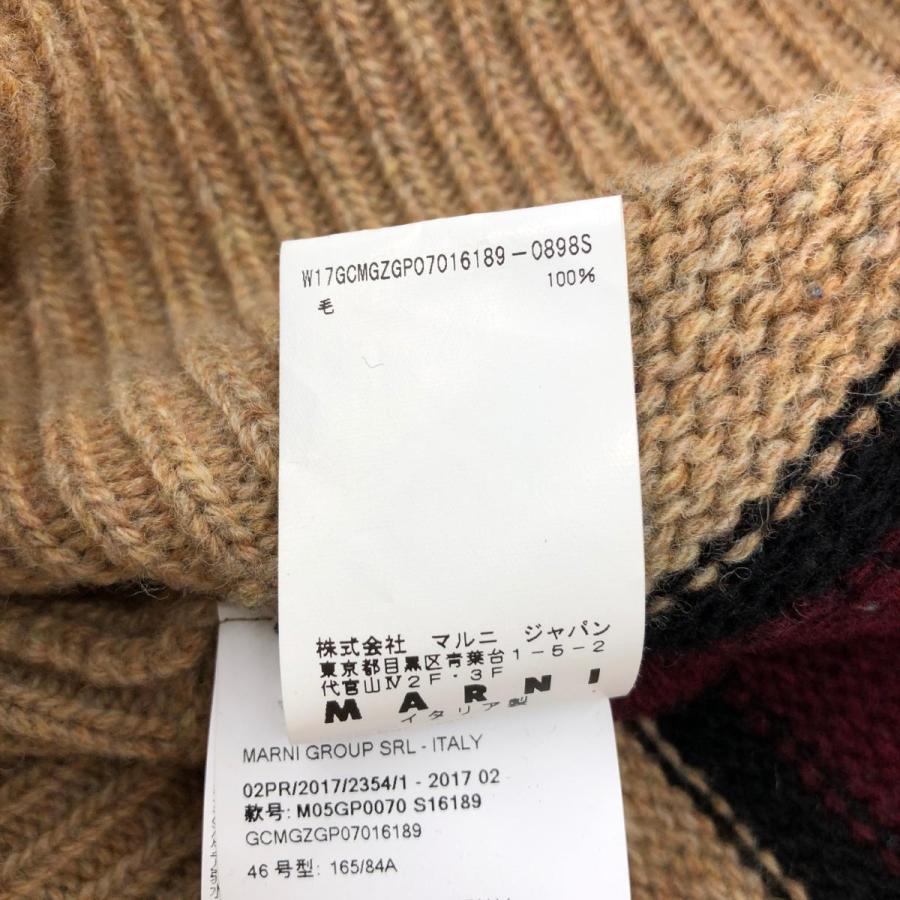 W17GCMGZGP07016189-0898S
毛 100%
株式会社 マルニ ジャパン
東京都目黒区青葉台1-5-2
代官山Ⅳ2F・3F
MARNI
イタリア製
MARNI GROUP SRL - ITALY
02PR/2017/2354/1 - 2017 02
款号: M05GP0070 S16189
GCMGZGP07016189
46 号型: 165/84A